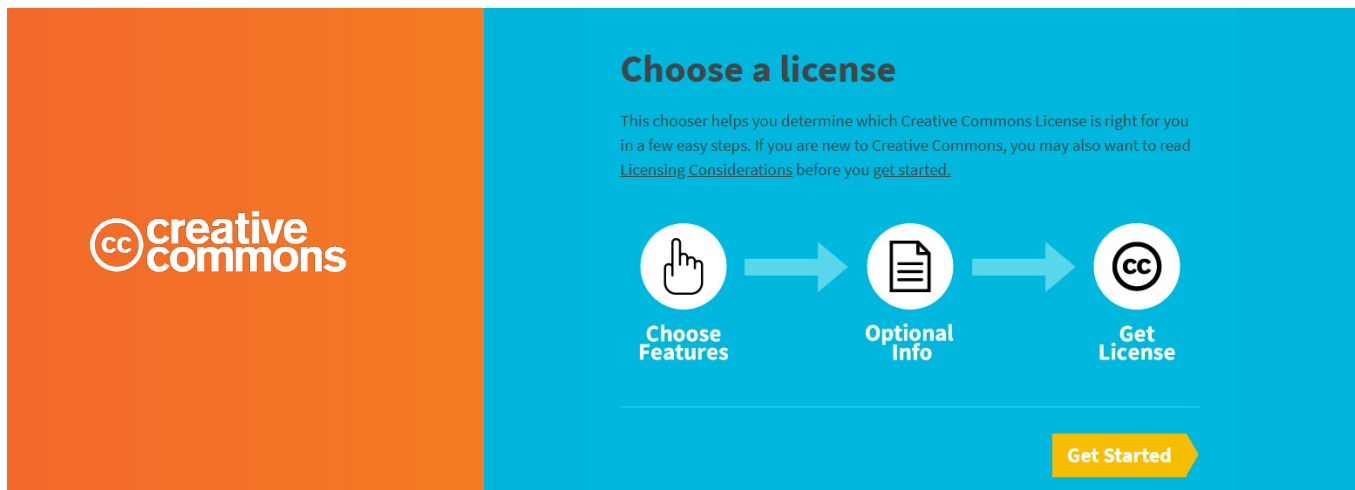 cc creative
commons
Choose a license
This chooser helps you determine which Creative Commons License is right for you
in a few easy steps. If you are new to Creative Commons, you may also want to read
Licensing Considerations before you get started.
cc
Choose
Features
Optional
Info
Get
License
Get Started